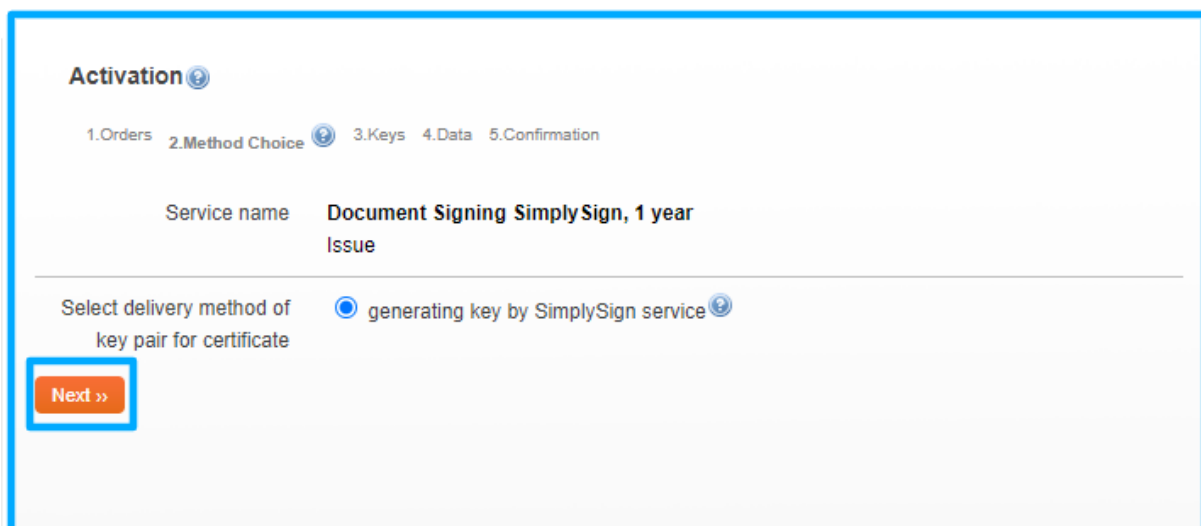 Activation
1.Orders 2.Method Choice 3.Keys 4.Data 5.Confirmation
Service name Document Signing SimplySign, 1 year
Issue
Select delivery method of generating key by SimplySign service
key pair for certificate
Next »